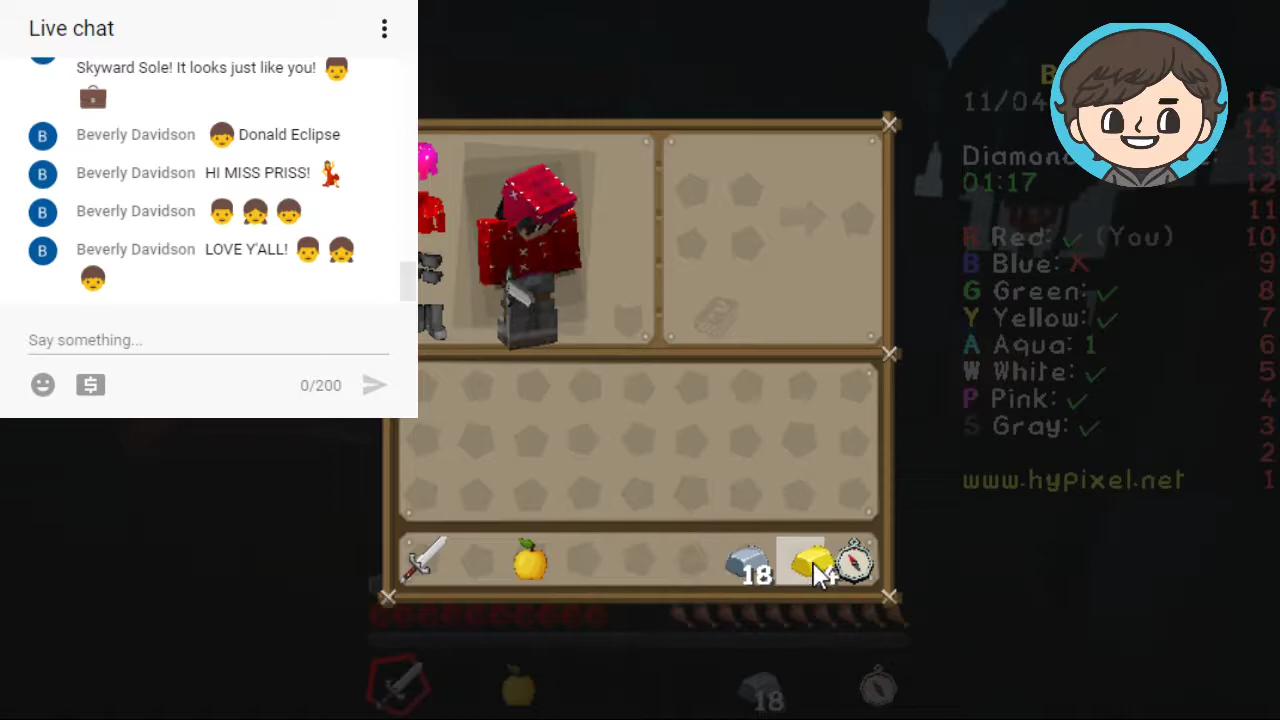 Live chat
Skyward Sole! It looks just like you!
B Beverly Davidson Donald Eclipse
B Beverly Davidson HI MISS PRISS!
B Beverly Davidson
B Beverly Davidson LOVE Y'ALL!
Say something...
0/200
B
11/04
15
14
Diamon
13
01:17
12
11
R Red: ✓ (You) 10
B Blue: ✗ 9
G Green: ✓ 8
Y Yellow: ✓ 7
A Aqua: 1 6
W White: ✓ 5
P Pink: ✓ 4
S Gray: ✓ 3
2
www.hypixel.net 1
18
4
18